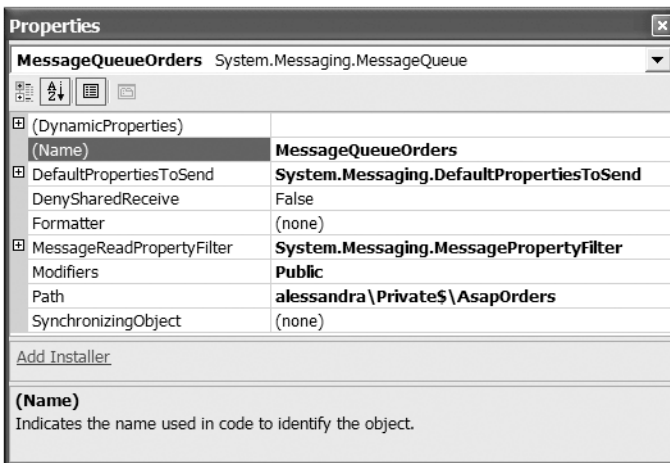 Properties
MessageQueueOrders System.Messaging.MessageQueue
(DynamicProperties)
(Name) MessageQueueOrders
DefaultPropertiesToSend System.Messaging.DefaultPropertiesToSend
DenySharedReceive False
Formatter (none)
MessageReadPropertyFilter System.Messaging.MessagePropertyFilter
Modifiers Public
Path alessandra\Private$\AsapOrders
SynchronizingObject (none)
Add Installer
(Name)
Indicates the name used in code to identify the object.